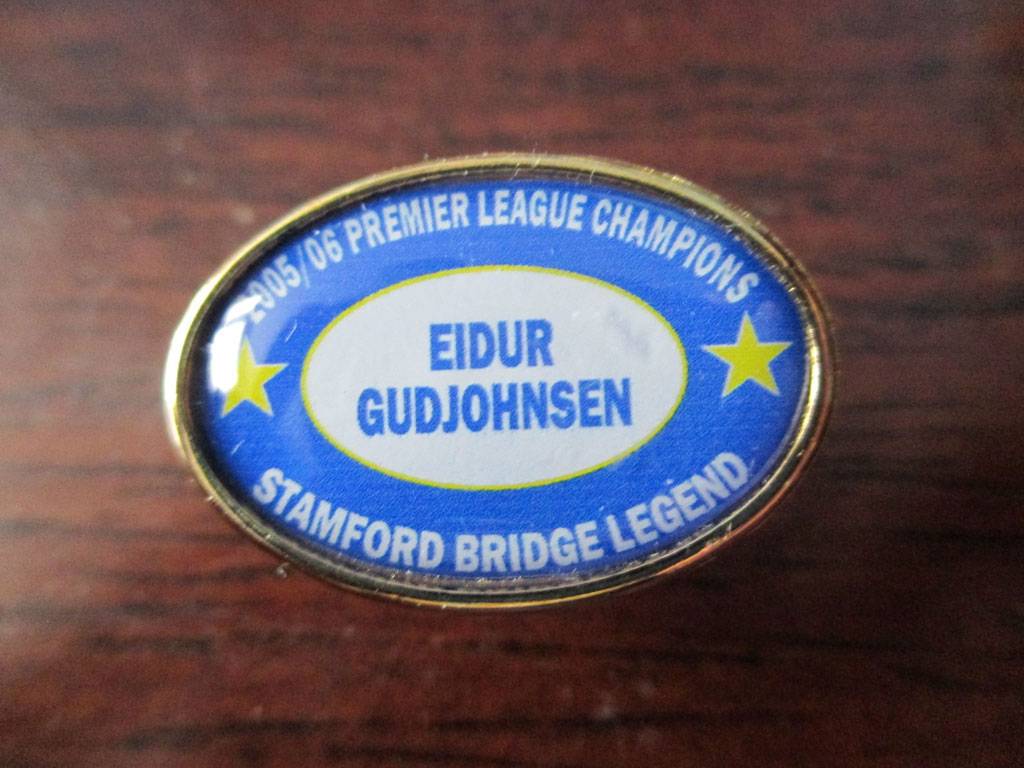 2005/06 PREMIER LEAGUE CHAMPIONS
EIDUR
GUDJOHNSEN
STAMFORD BRIDGE LEGEND